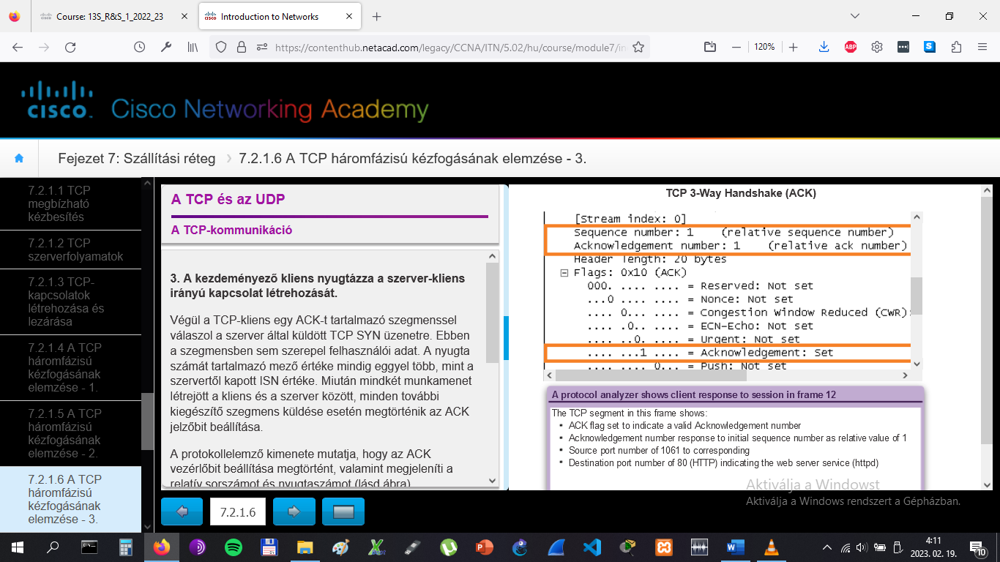 Course: 13S_R&S_1_2022_23
Introduction to Networks
https://contenthub.netacad.com/legacy/CCNA/ITN/5.02/hu/course/module7/in
120%
CISCO
Cisco Networking Academy
Fejezet 7: Szállítási réteg
7.2.1.6 A TCP háromfázisú kézfogásának elemzése - 3.
7.2.1.1 TCP
megbízható
kézbesítés
7.2.1.2 TCP
szerverfolyamatok
7.2.1.3 TCP-
kapcsolatok
létrehozása és
lezárása
7.2.1.4 A TCP
háromfázisú
kézfogásának
elemzése - 1.
7.2.1.5 A TCP
háromfázisú
kézfogásának
elemzése - 2.
7.2.1.6 A TCP
háromfázisú
kézfogásának
elemzése - 3.
A TCP és az UDP
A TCP-kommunikáció
3. A kezdeményező kliens nyugtázza a szerver-kliens
irányú kapcsolat létrehozását.
Végül a TCP-kliens egy ACK-t tartalmazó szegmenssel
válaszol a szerver által küldött TCP SYN üzenetre. Ebben
a szegmensben sem szerepel felhasználói adat. A nyugta
számát tartalmazó mező értéke mindig eggyel több, mint a
szervertől kapott ISN értéke. Miután mindkét munkamenet
létrejött a kliens és a szerver között, minden további
kiegészítő szegmens küldése esetén megtörténik az ACK
jelzőbit beállítása.
A protokollelemző kimenete mutatja, hogy az ACK
vezérlőbit beállítása megtörtént, valamint megjeleníti a
relatív sorszámot és nyugtaszámot (lásd ábra).
7.2.1.6
TCP 3-Way Handshake (ACK)
[Stream index: 0]
Sequence number: 1    (relative sequence number)
Acknowledgement number: 1    (relative ack number)
Header length: 20 bytes
Flags: 0x10 (ACK)
000. .... .... = Reserved: Not set
...0 .... .... = Nonce: Not set
.... 0... .... = Congestion Window Reduced (CWR):
.... .0.. .... = ECN-Echo: Not set
.... ..0. .... = Urgent: Not set
.... ...1 .... = Acknowledgement: Set
.... .... 0... = Push: Not set
A protocol analyzer shows client response to session in frame 12
The TCP segment in this frame shows:
• ACK flag set to indicate a valid Acknowledgement number
• Acknowledgement number response to initial sequence number as relative value of 1
• Source port number of 1061 to corresponding
• Destination port number of 80 (HTTP) indicating the web server service (httpd)
Aktiválja a Windowst
Aktiválja a Windows rendszert a Gépházban.
4:11
2023. 02. 19.
10